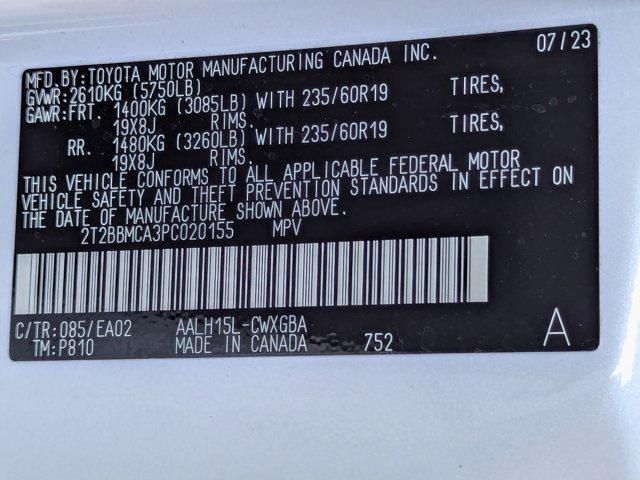 07/23
MFD.BY:TOYOTA MOTOR MANUFACTURING CANADA INC.
GVWR:2610KG (5750LB)
GAWR:FRT. 1400KG (3085LB) WITH 235/60R19 TIRES,
19X8J RIMS.
RR. 1480KG (3260LB) WITH 235/60R19 TIRES,
19X8J RIMS.
THIS VEHICLE CONFORMS TO ALL APPLICABLE FEDERAL MOTOR
VEHICLE SAFETY AND THEFT PREVENTION STANDARDS IN EFFECT ON
THE DATE OF MANUFACTURE SHOWN ABOVE.
2T2BBMCA3PC020155 MPV
C/TR:085/EA02 AALH15L-CWXGBA
TM:P810 MADE IN CANADA 752 A